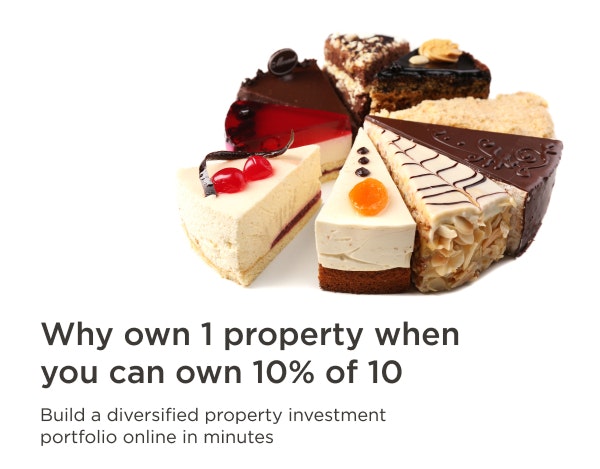 Why own 1 property when
you can own 10% of 10
Build a diversified property investment
portfolio online in minutes